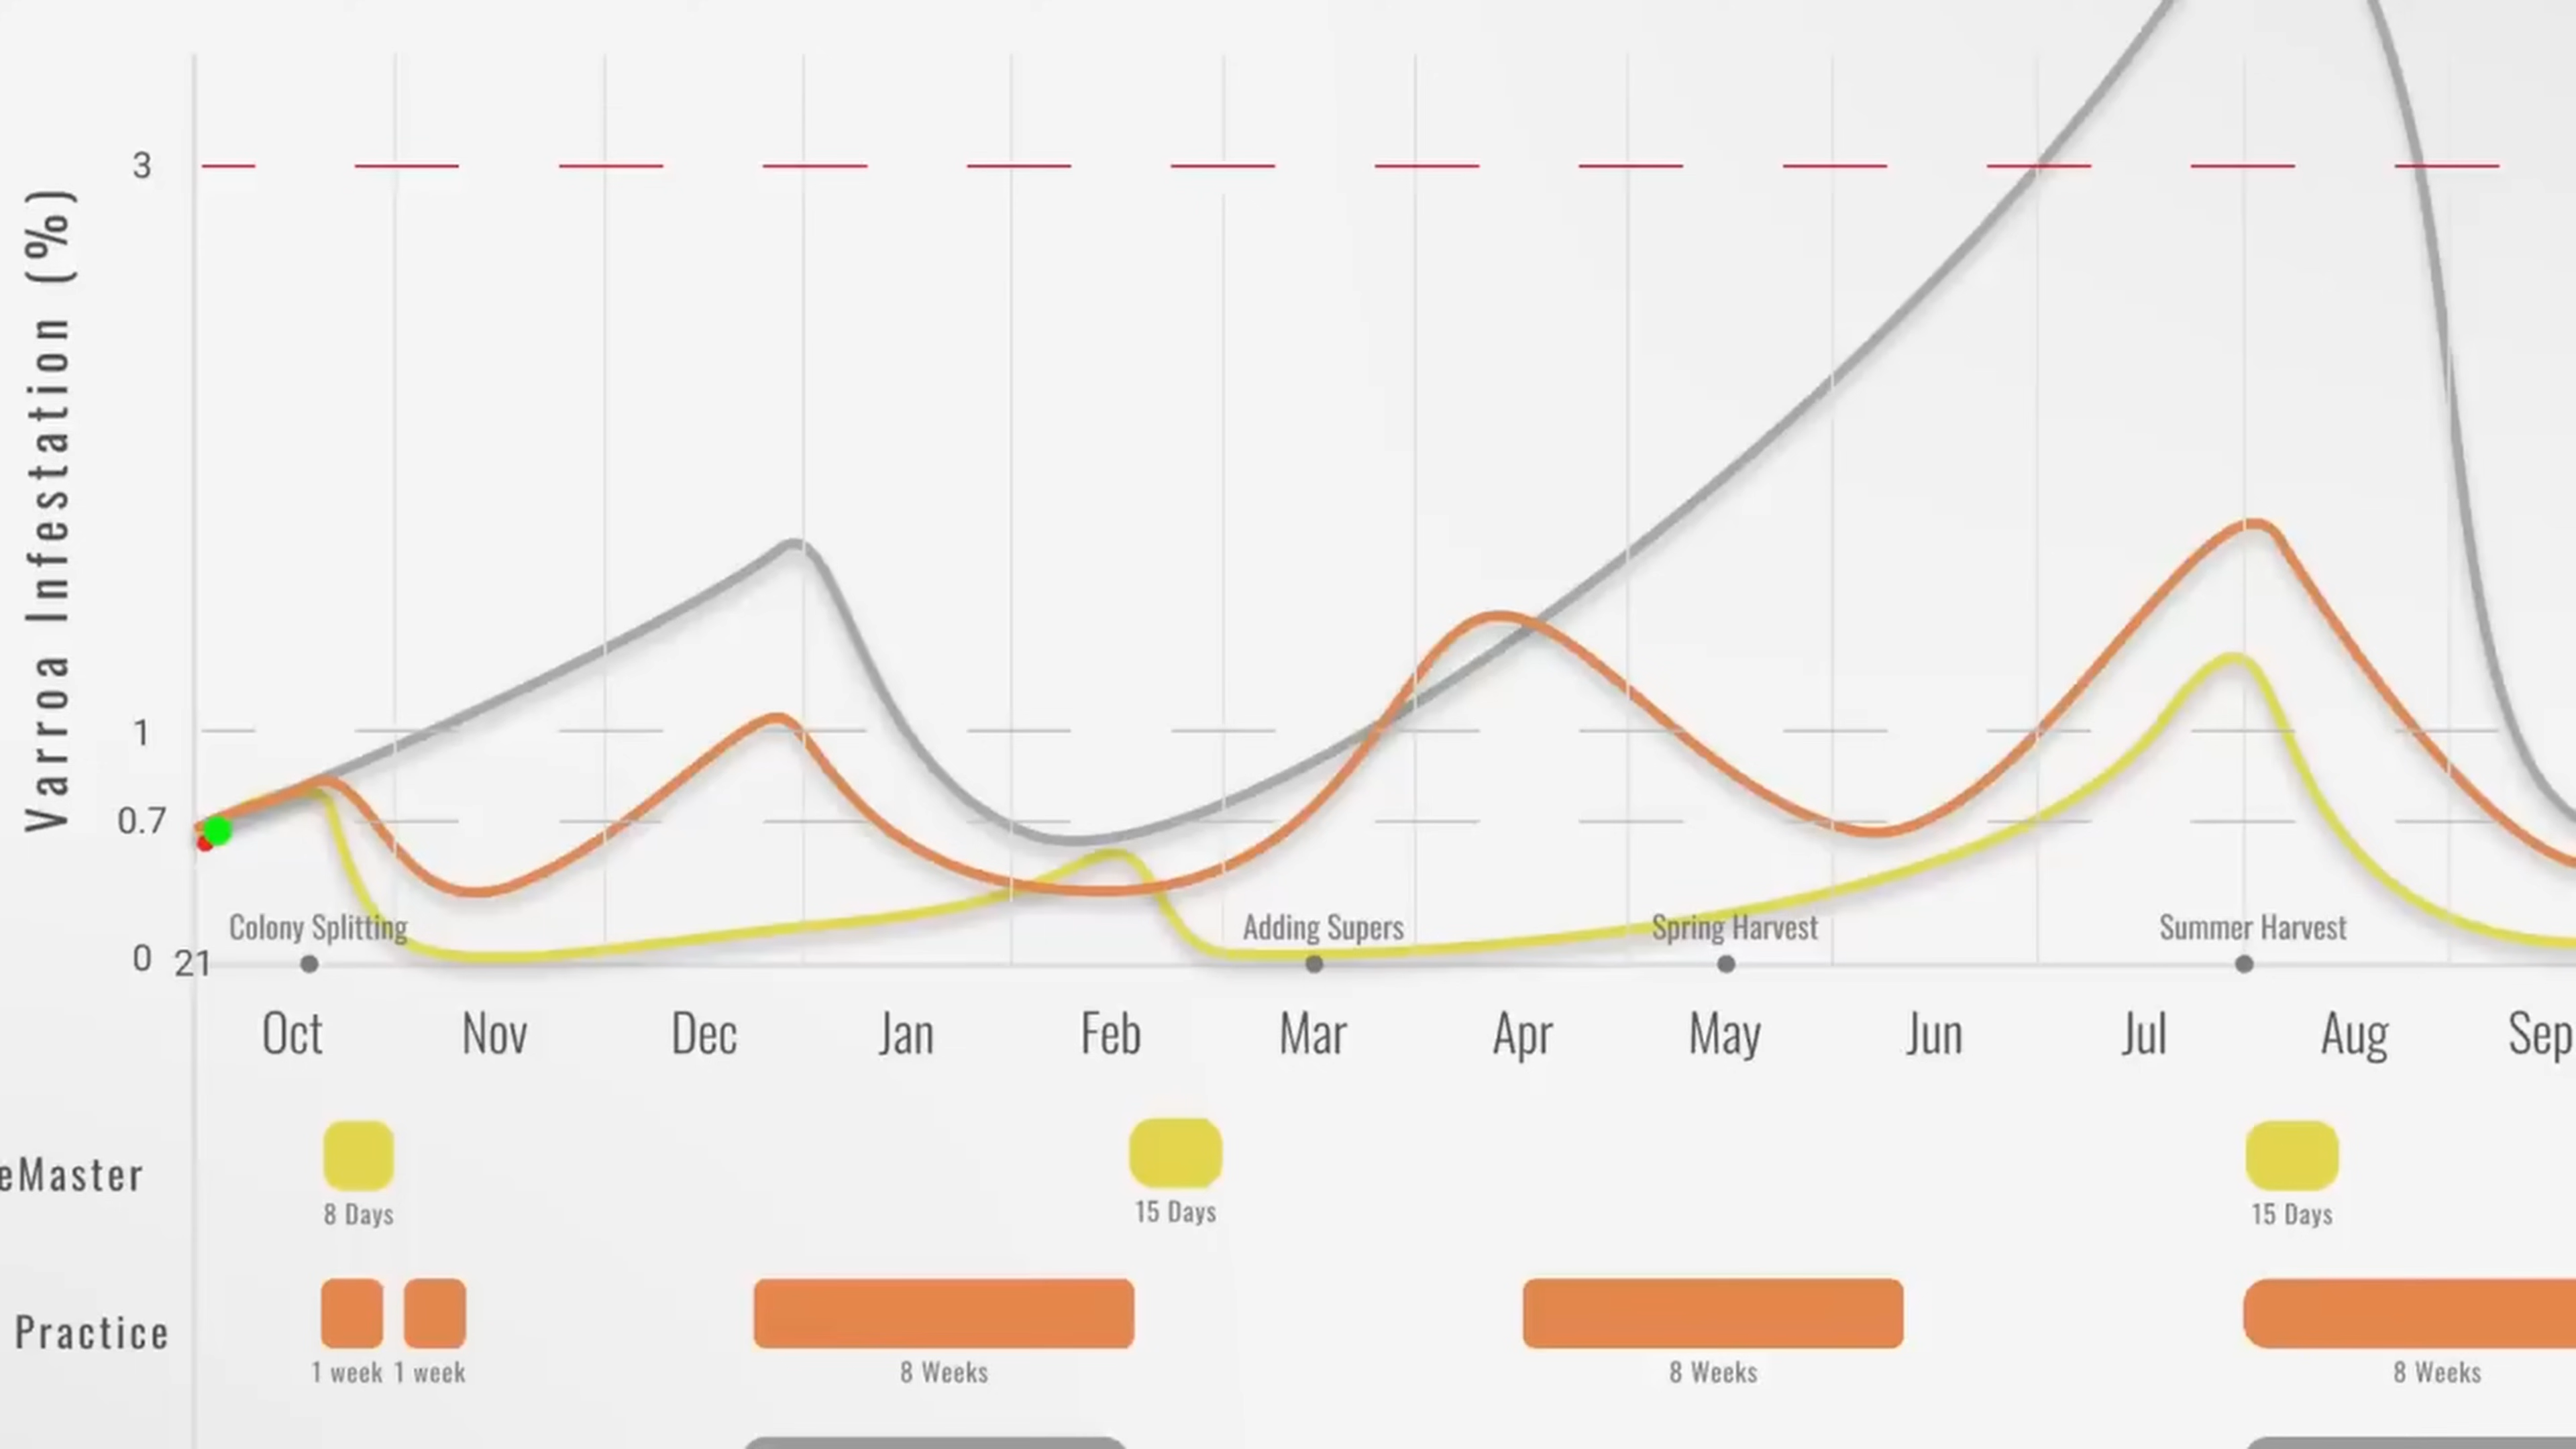 Varroa Infestation (%)
3
1
0.7
0
21
Colony Splitting
Adding Supers
Spring Harvest
Summer Harvest
Oct
Nov
Dec
Jan
Feb
Mar
Apr
May
Jun
Jul
Aug
Sep
eMaster
8 Days
15 Days
15 Days
Practice
1 week
1 week
8 Weeks
8 Weeks
8 Weeks